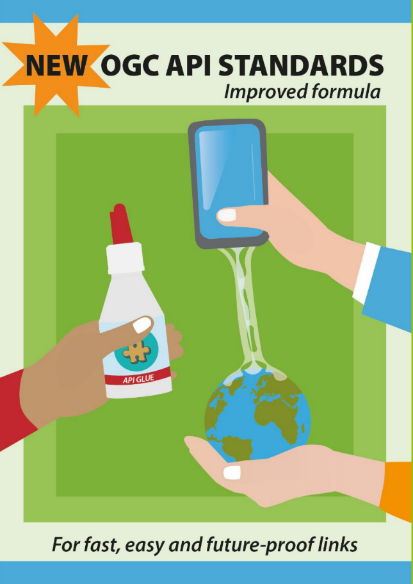 NEW OGC API STANDARDS
Improved formula
API GLUE
For fast, easy and future-proof links